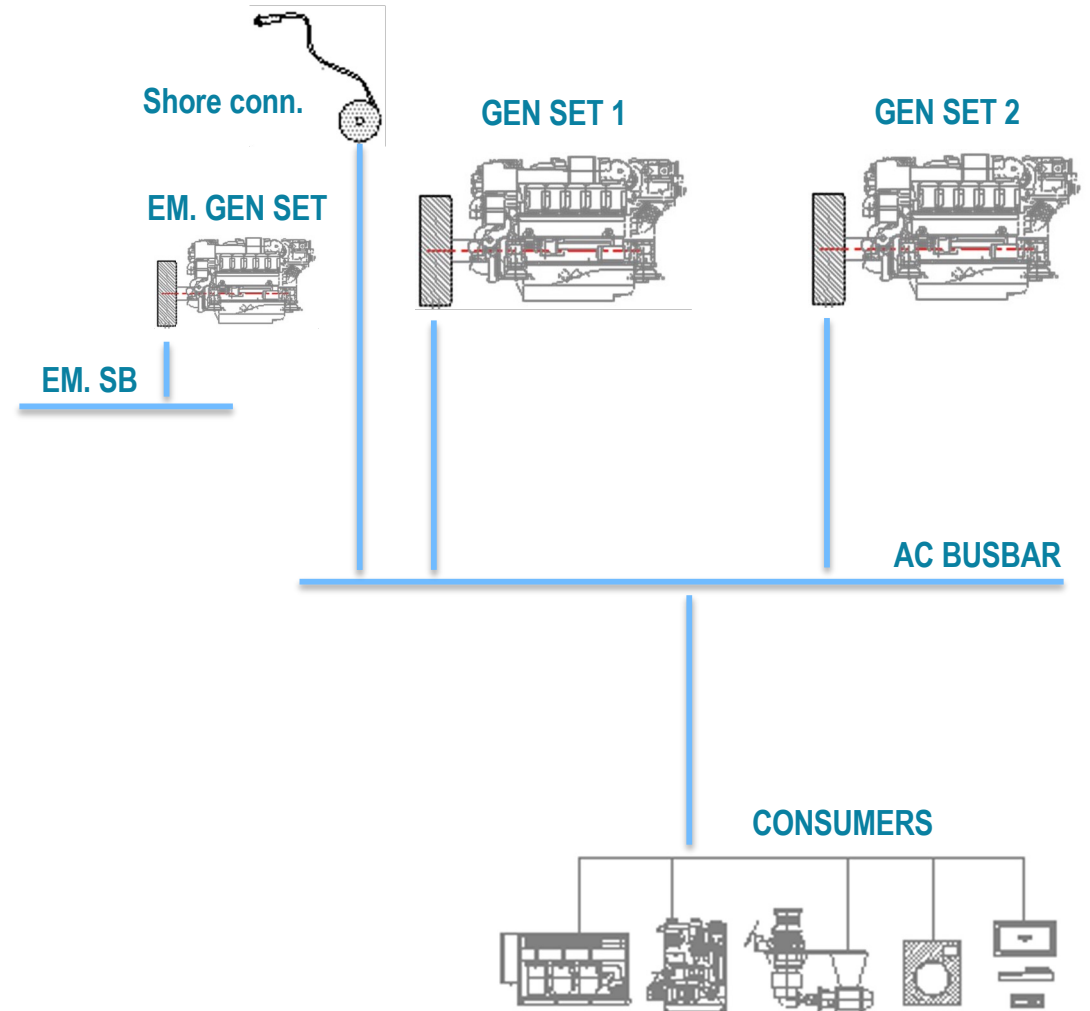 Shore conn.
GEN SET 1
GEN SET 2
EM. GEN SET
EM. SB
AC BUSBAR
CONSUMERS